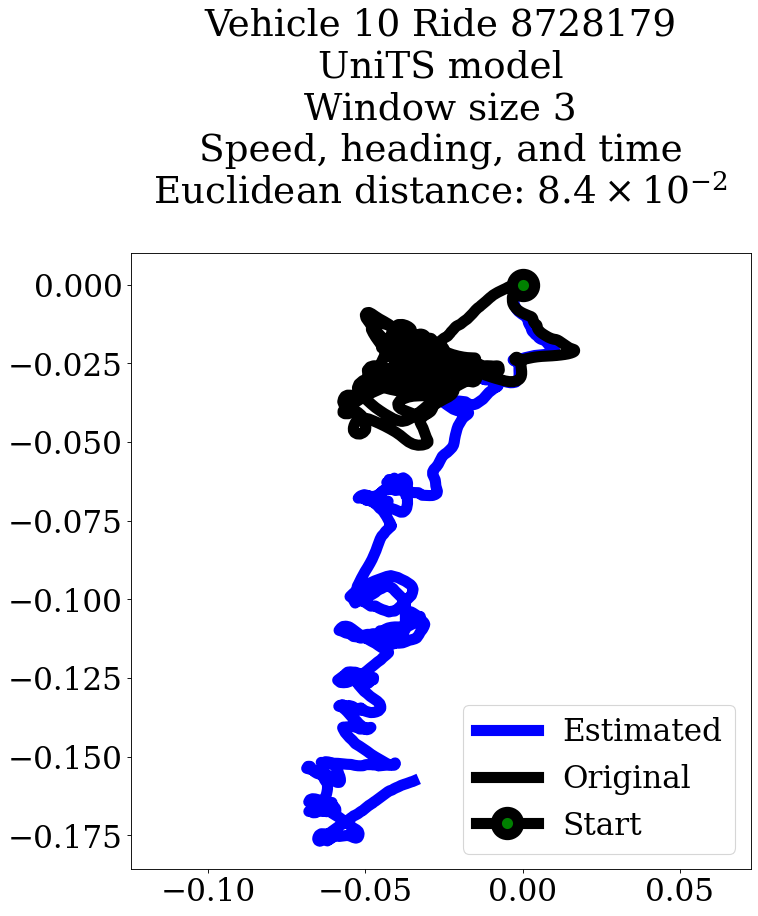 Vehicle 10 Ride 8728179
UniTS model
Window size 3
Speed, heading, and time
Euclidean distance: 8.4 × 10⁻²
0.000
−0.025
−0.050
−0.075
−0.100
−0.125
−0.150
−0.175
Estimated
Original
Start
−0.10 −0.05 0.00 0.05